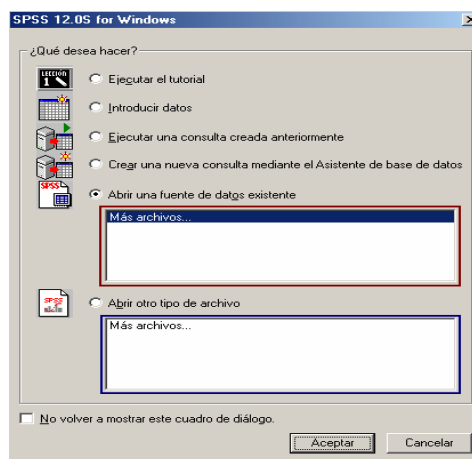 SPSS 12.0S for Windows
¿Qué desea hacer?
LECCIÓN
1
Ejecutar el tutorial
Introducir datos
Ejecutar una consulta creada anteriormente
Crear una nueva consulta mediante el Asistente de base de datos
SPSS
Abrir una fuente de datos existente
Más archivos...
SPSS
Abrir otro tipo de archivo
Más archivos...
No volver a mostrar este cuadro de diálogo.
Aceptar
Cancelar